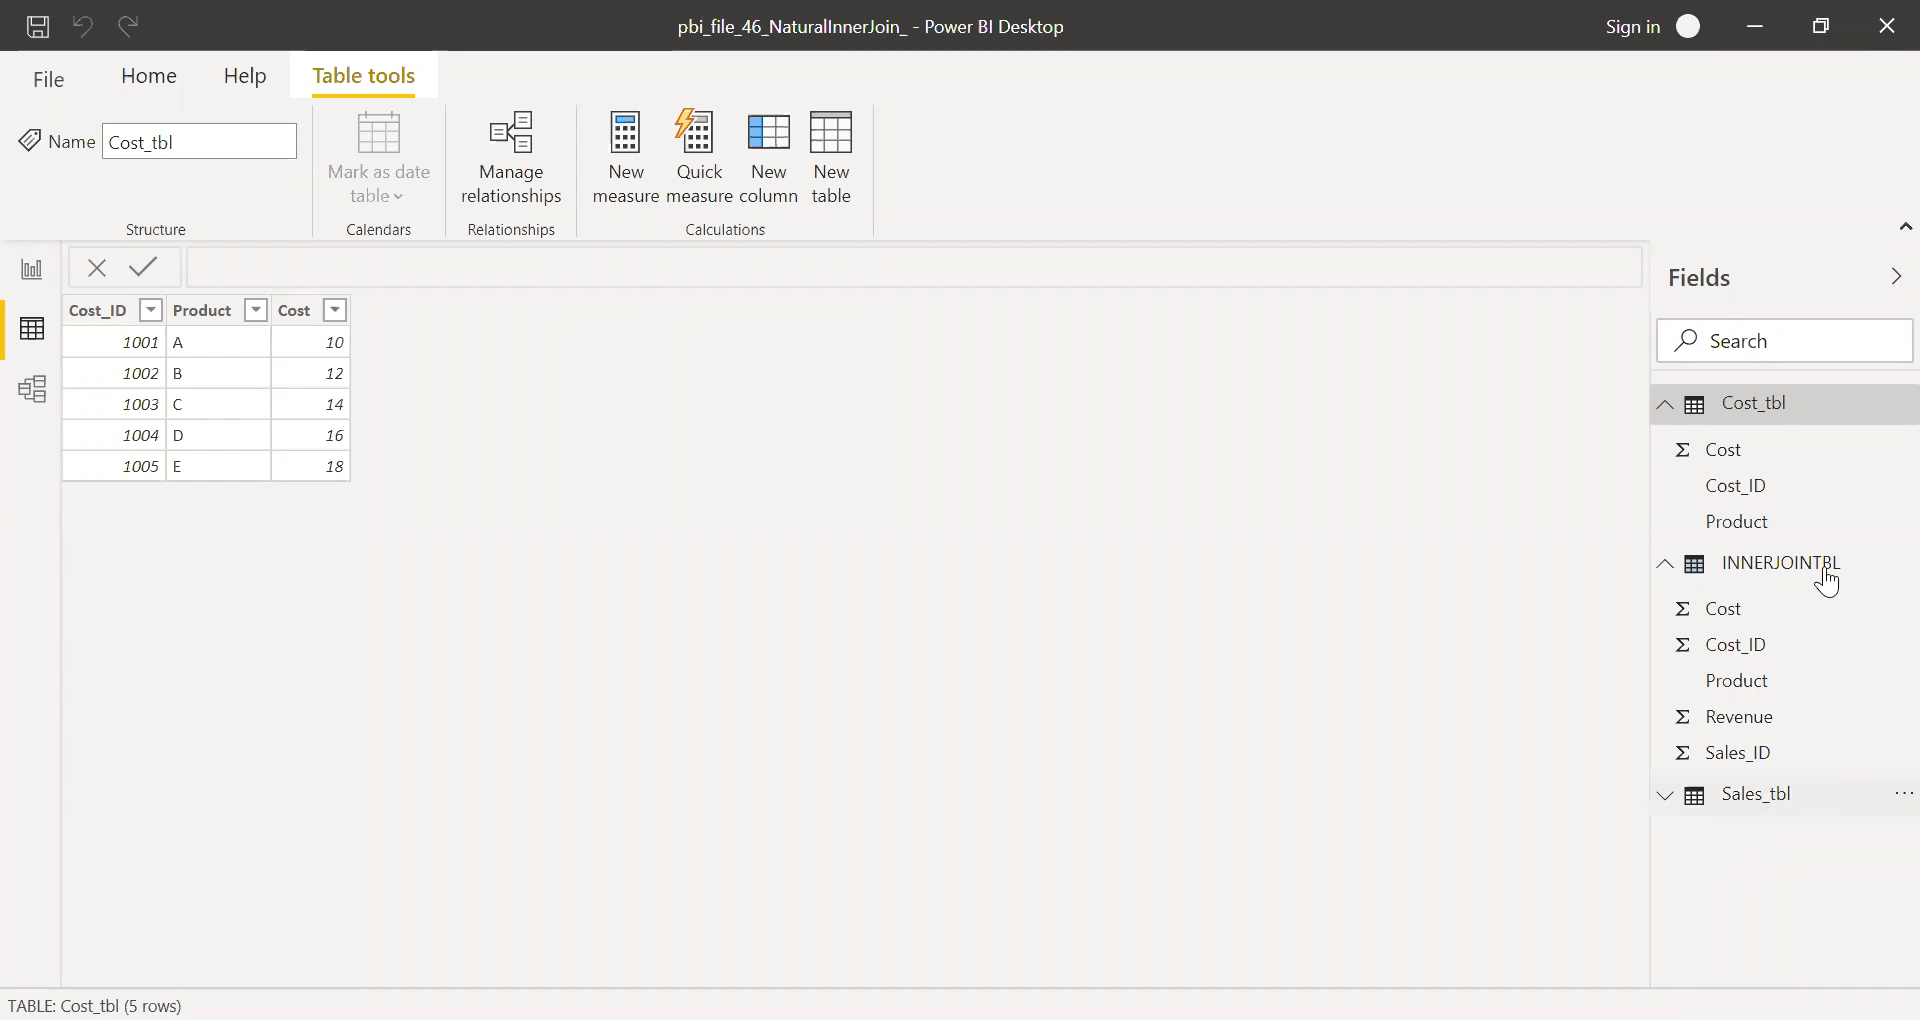 pbi_file_46_NaturalInnerJoin_ - Power BI Desktop
Sign in
File
Home
Help
Table tools
Name
Cost_tbl
Mark as date
table
Manage
relationships
New
measure
Quick
measure
New
column
New
table
Structure
Calendars
Relationships
Calculations
Cost_ID Product Cost
1001 A 10
1002 B 12
1003 C 14
1004 D 16
1005 E 18
Fields
Search
Cost_tbl
Σ Cost
Cost_ID
Product
INNERJOINTBL
Σ Cost
Σ Cost_ID
Product
Σ Revenue
Σ Sales_ID
Sales_tbl
TABLE: Cost_tbl (5 rows)